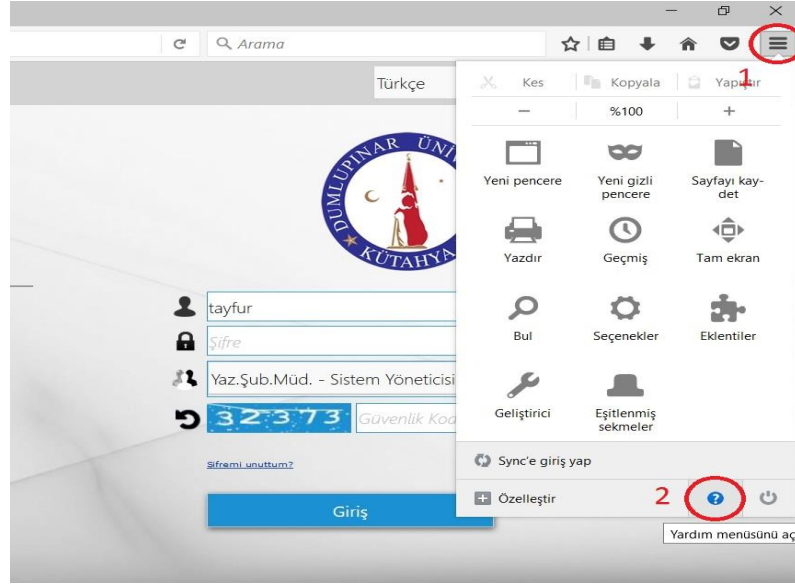 Arama
1
Türkçe
Kes
Kopyala
Yapıştır
%100
DUMLUPINAR ÜNİ
KÜTAHYA
Yeni pencere
Yeni gizli
pencere
Sayfayı kay-
det
Yazdır
Geçmiş
Tam ekran
tayfur
Şifre
Yaz.Şub.Müd. - Sistem Yöneticisi
32373
Güvenlik Kod
Bul
Seçenekler
Eklentiler
Geliştirici
Eşitlenmiş
sekmeler
Şifremi unuttum?
Sync'e giriş yap
Giriş
Özelleştir
2
?
Yardım menüsünü aç